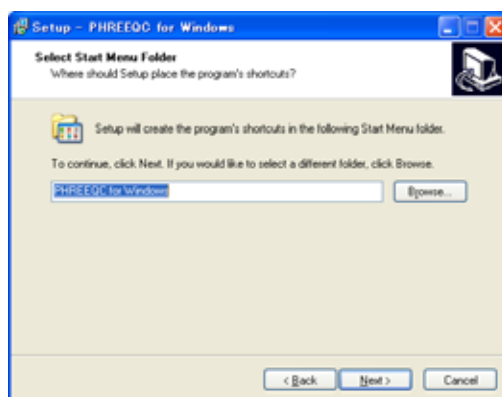 Setup - PHREEQC for Windows
Select Start Menu Folder
Where should Setup place the program's shortcuts?
Setup will create the program's shortcuts in the following Start Menu folder.
To continue, click Next. If you would like to select a different folder, click Browse.
PHREEQC for Windows
Browse...
< Back
Next >
Cancel